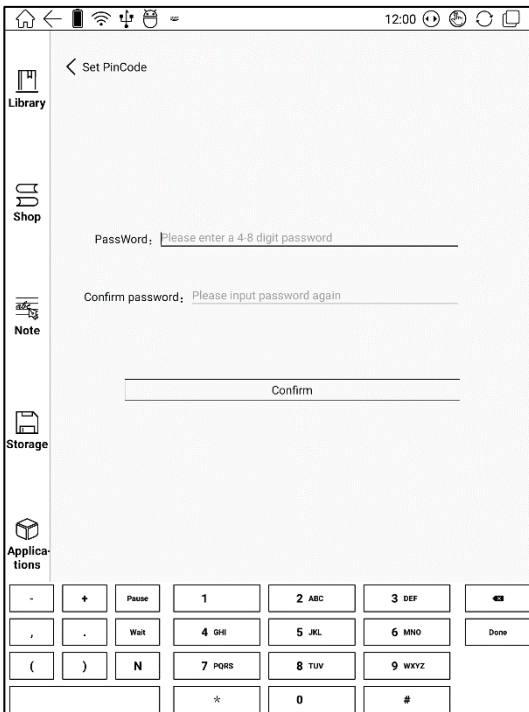 12:00
Set PinCode
Library
Shop
PassWord: Please enter a 4-8 digit password
Confirm password: Please input password again
Note
Confirm
Storage
Applica-
tions
- + Pause 1 2 ABC 3 DEF
, . Wait 4 GHI 5 JKL 6 MNO Done
( ) N 7 PQRS 8 TUV 9 WXYZ
* 0 #